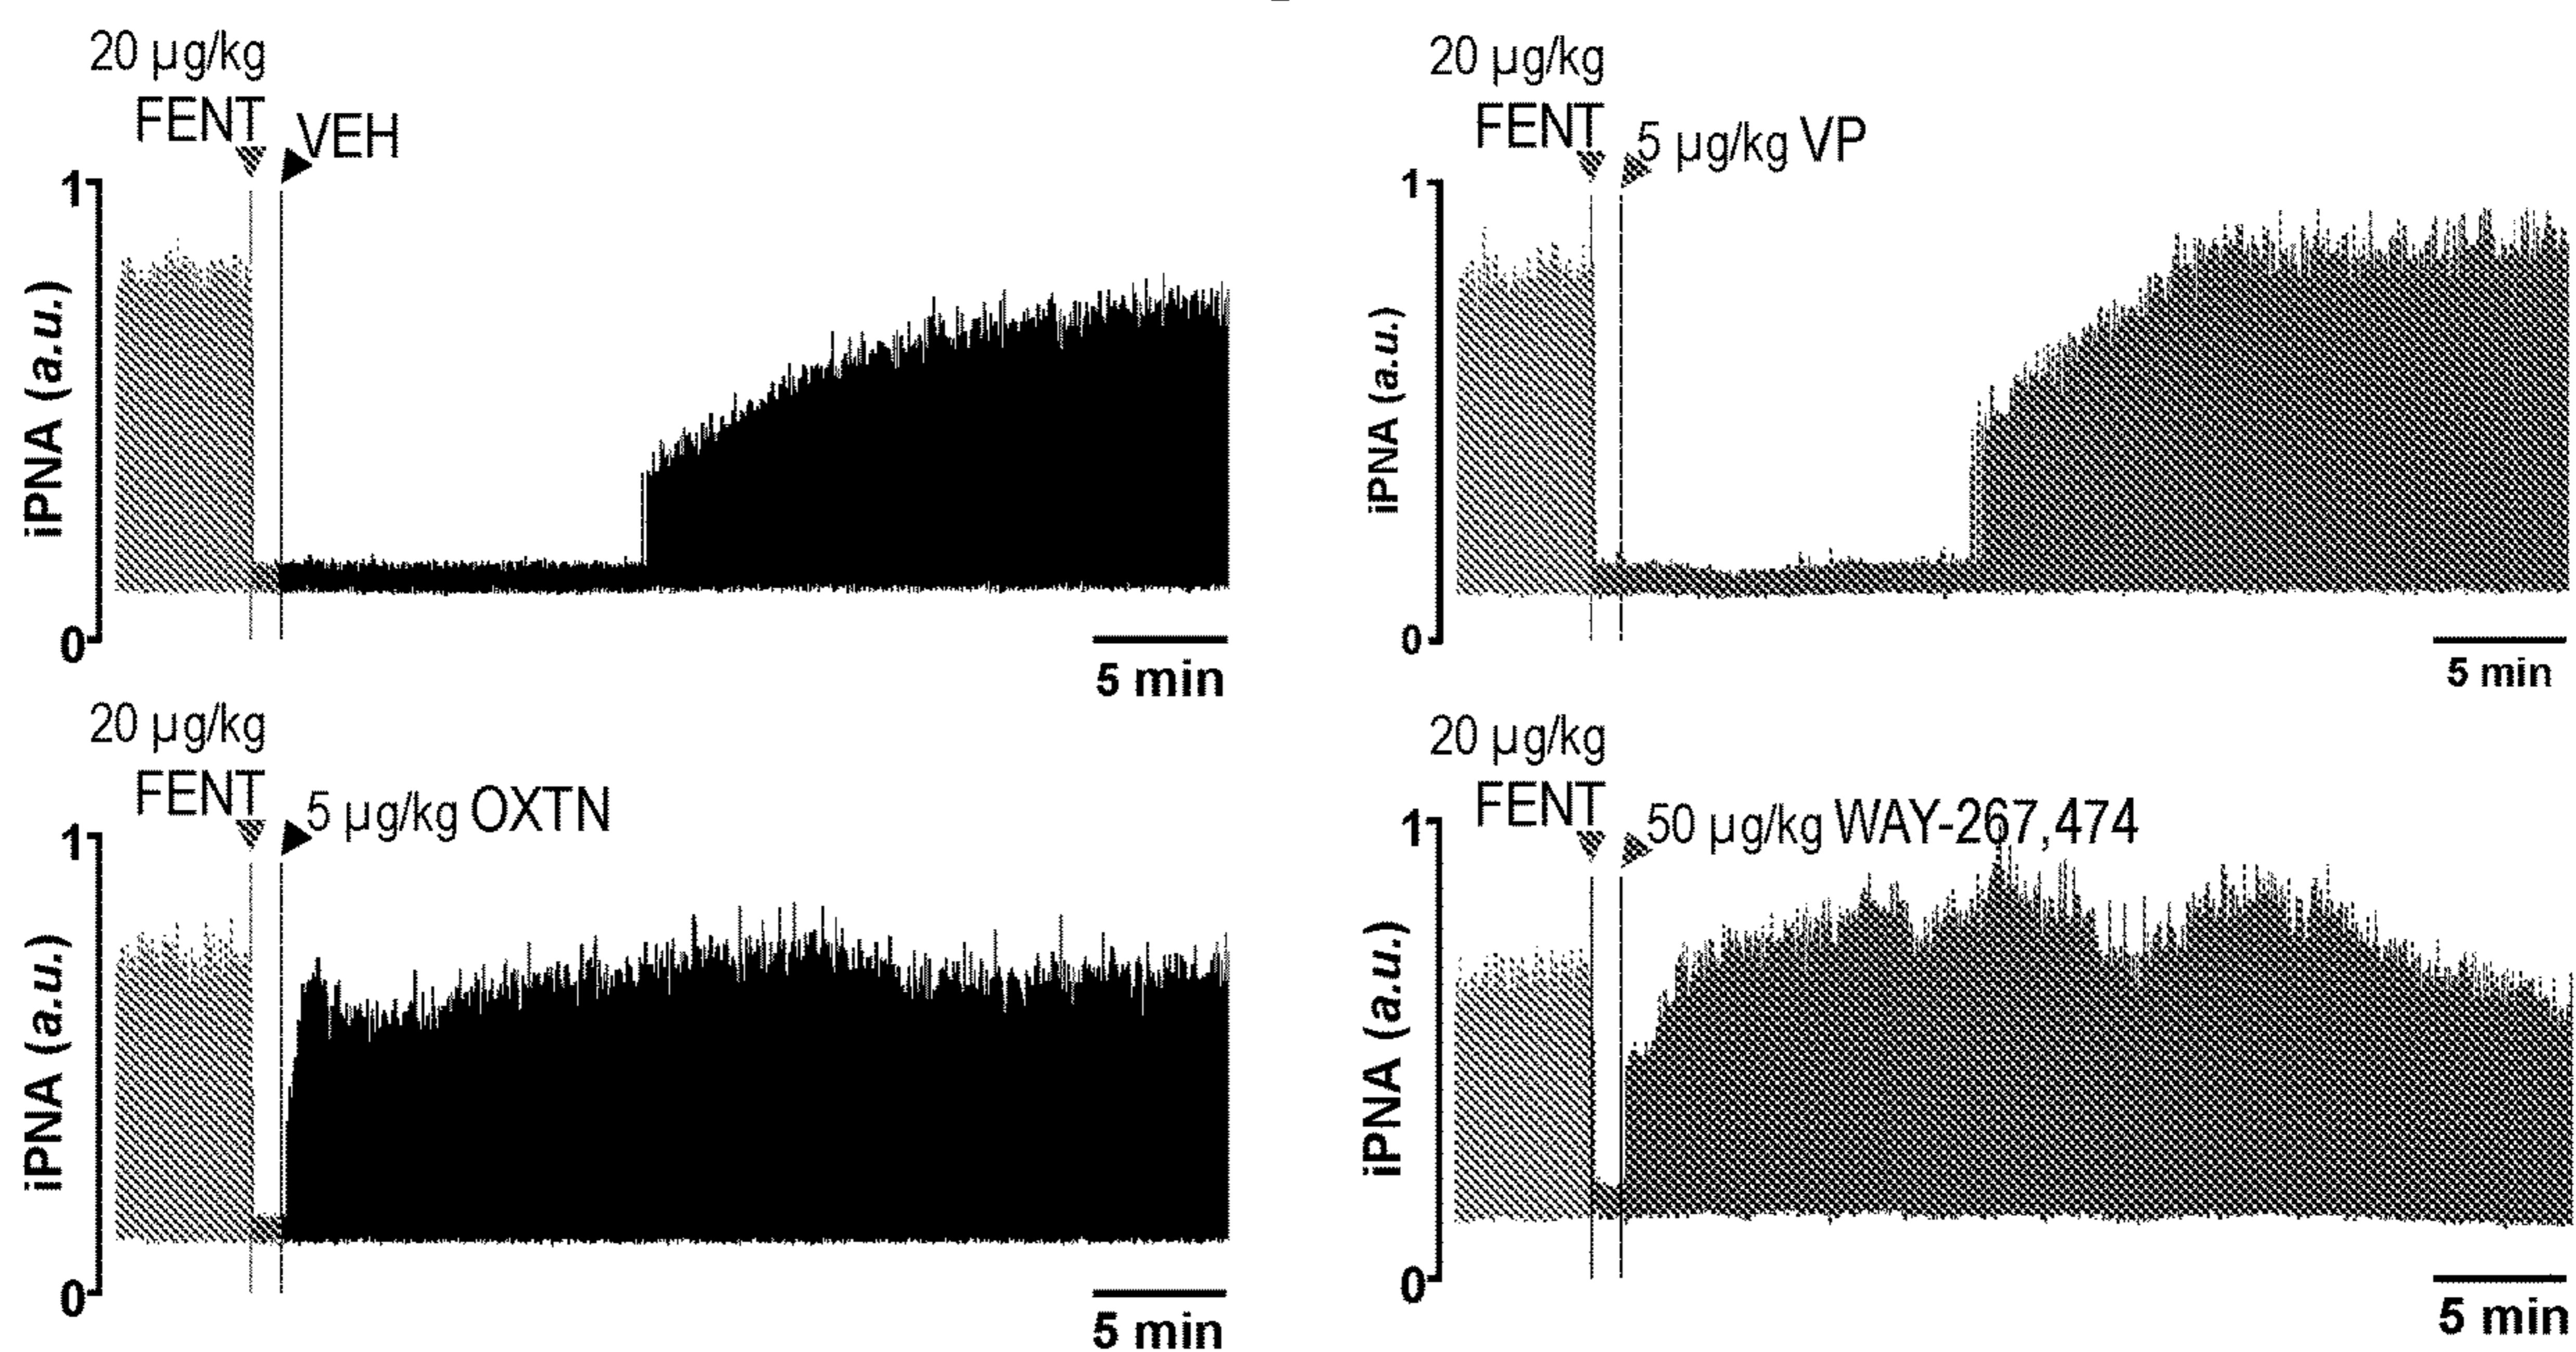 20 µg/kg
FENT
VEH
1
iPNA (a.u.)
0
5 min
20 µg/kg
FENT
5 µg/kg VP
1
iPNA (a.u.)
0
5 min
20 µg/kg
FENT
5 µg/kg OXTN
1
iPNA (a.u.)
0
5 min
20 µg/kg
FENT
50 µg/kg WAY-267,474
1
iPNA (a.u.)
0
5 min